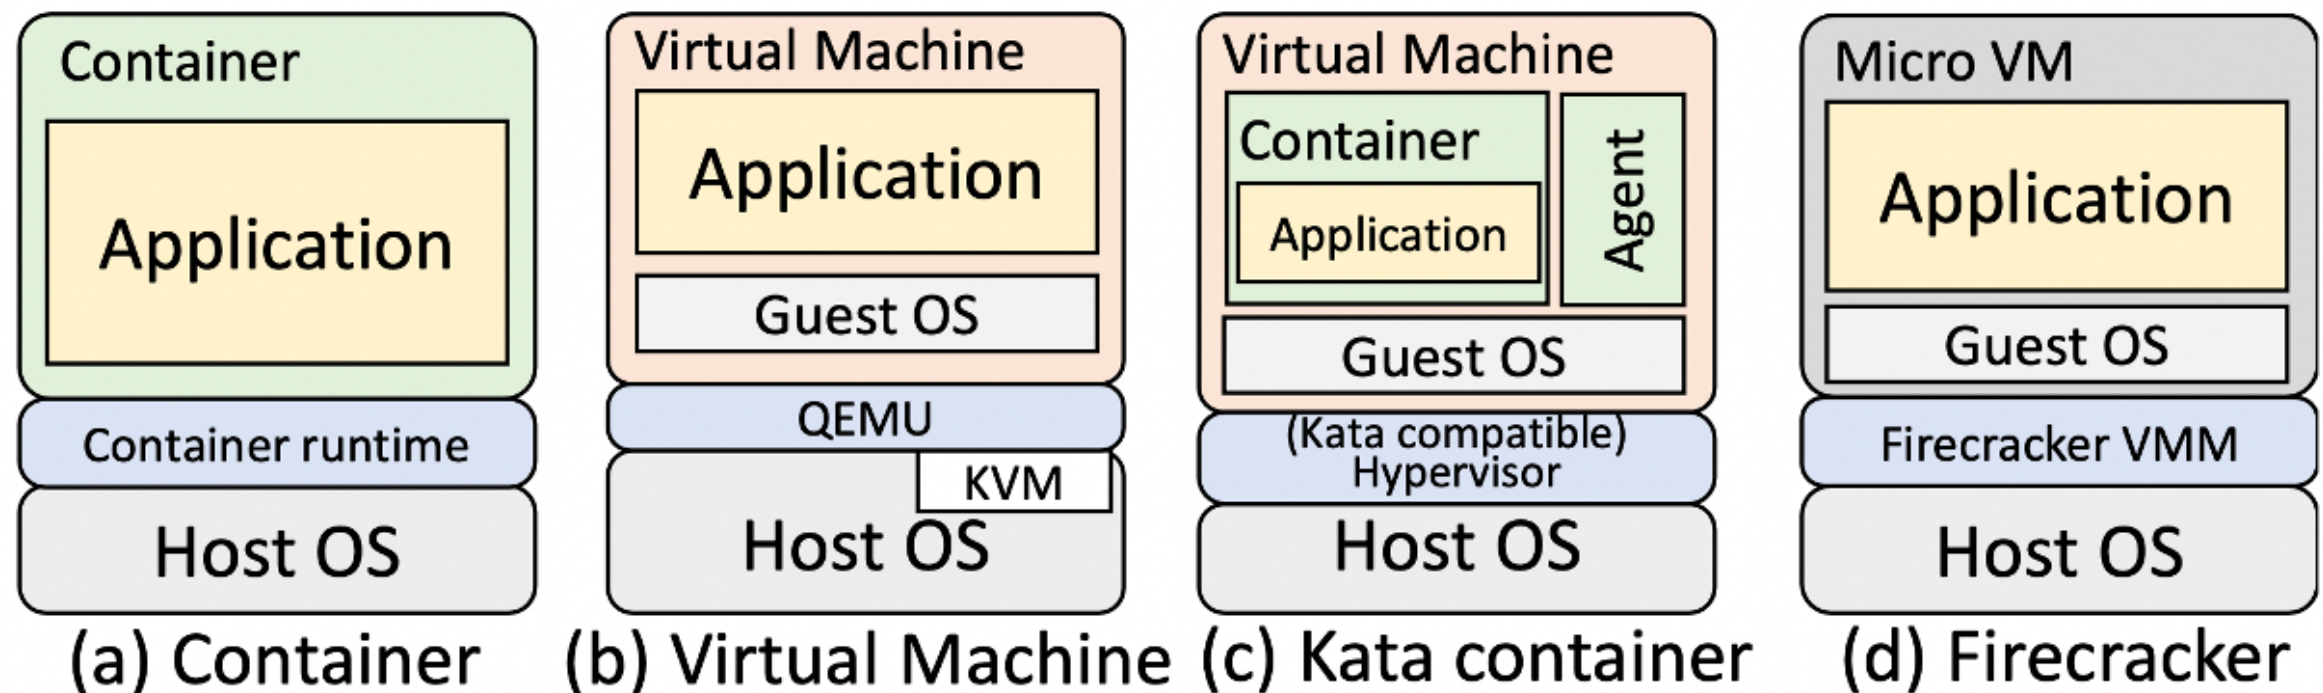 Container
Application
Container runtime
Host OS
(a) Container
Virtual Machine
Application
Guest OS
QEMU
KVM
Host OS
(b) Virtual Machine
Virtual Machine
Container
Application
Agent
Guest OS
(Kata compatible)
Hypervisor
Host OS
(c) Kata container
Micro VM
Application
Guest OS
Firecracker VMM
Host OS
(d) Firecracker